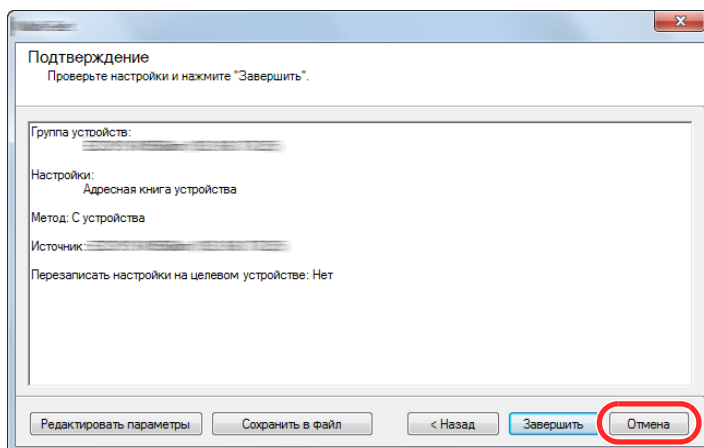 Подтверждение
Проверьте настройки и нажмите "Завершить".
Группа устройств:
Настройки:
Адресная книга устройства
Метод: С устройства
Источник:
Перезаписать настройки на целевом устройстве: Нет
Редактировать параметры Сохранить в файл < Назад Завершить Отмена